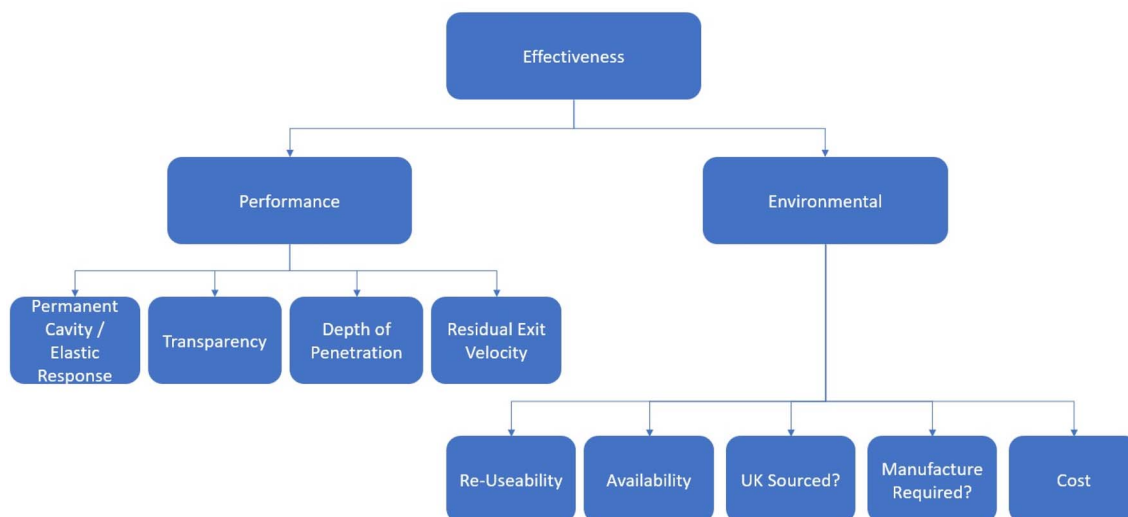 Effectiveness
Performance
Environmental
Permanent
Cavity /
Elastic
Response
Transparency
Depth of
Penetration
Residual Exit
Velocity
Re-Useability
Availability
UK Sourced?
Manufacture
Required?
Cost